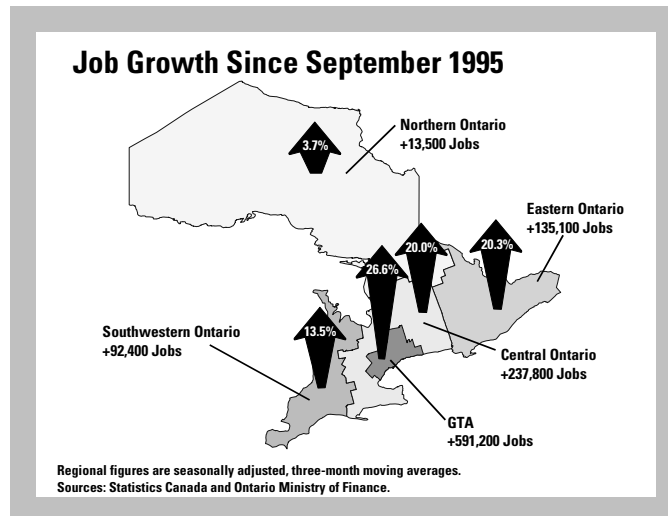 Job Growth Since September 1995
Northern Ontario
+13,500 Jobs
3.7%
Eastern Ontario
+135,100 Jobs
20.0%
20.3%
26.6%
Southwestern Ontario
+92,400 Jobs
13.5%
Central Ontario
+237,800 Jobs
GTA
+591,200 Jobs
Regional figures are seasonally adjusted, three-month moving averages.
Sources: Statistics Canada and Ontario Ministry of Finance.